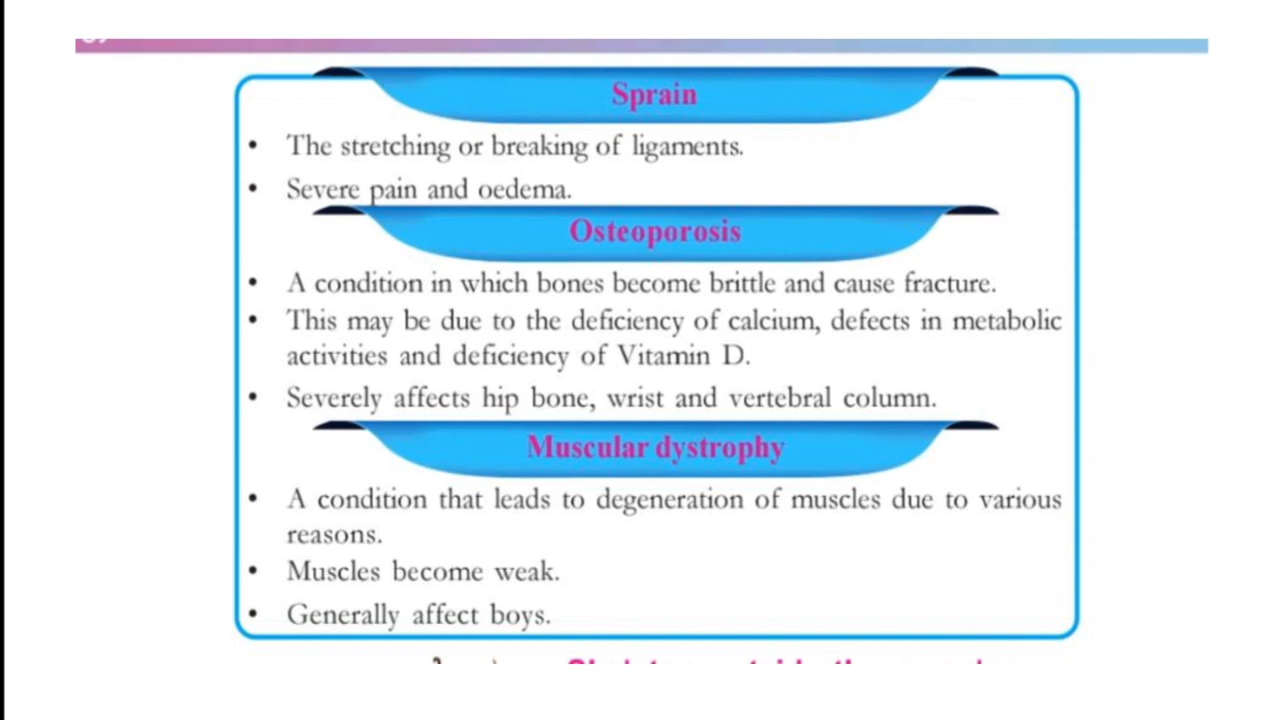 Sprain
• The stretching or breaking of ligaments.
• Severe pain and oedema.
Osteoporosis
• A condition in which bones become brittle and cause fracture.
• This may be due to the deficiency of calcium, defects in metabolic
activities and deficiency of Vitamin D.
• Severely affects hip bone, wrist and vertebral column.
Muscular dystrophy
• A condition that leads to degeneration of muscles due to various
reasons.
• Muscles become weak.
• Generally affect boys.